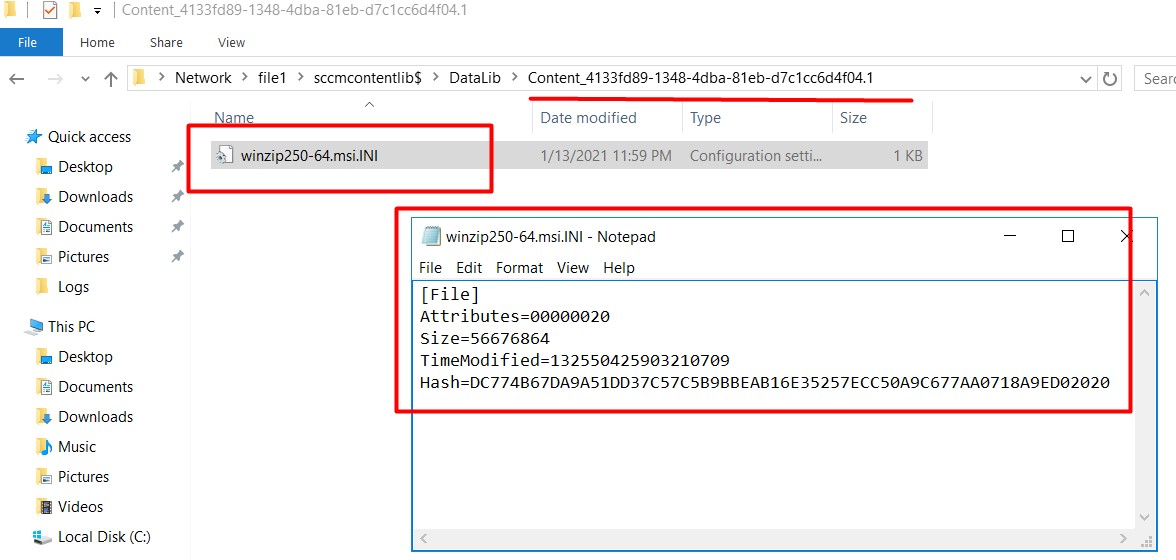 Content_4133fd89-1348-4dba-81eb-d7c1cc6d4f04.1
File Home Share View
Network > file1 > sccmcontentlib$ > DataLib > Content_4133fd89-1348-4dba-81eb-d7c1cc6d4f04.1
Sear
Name Date modified Type Size
winzip250-64.msi.INI 1/13/2021 11:59 PM Configuration setti... 1 KB
Quick access
Desktop
Downloads
Documents
Pictures
Logs
This PC
Desktop
Documents
Downloads
Music
Pictures
Videos
Local Disk (C:)
winzip250-64.msi.INI - Notepad
File Edit Format View Help
[File]
Attributes=00000020
Size=56676864
TimeModified=132550425903210709
Hash=DC774B67DA9A51DD37C57C5B9BBEAB16E35257ECC50A9C677AA0718A9ED02020